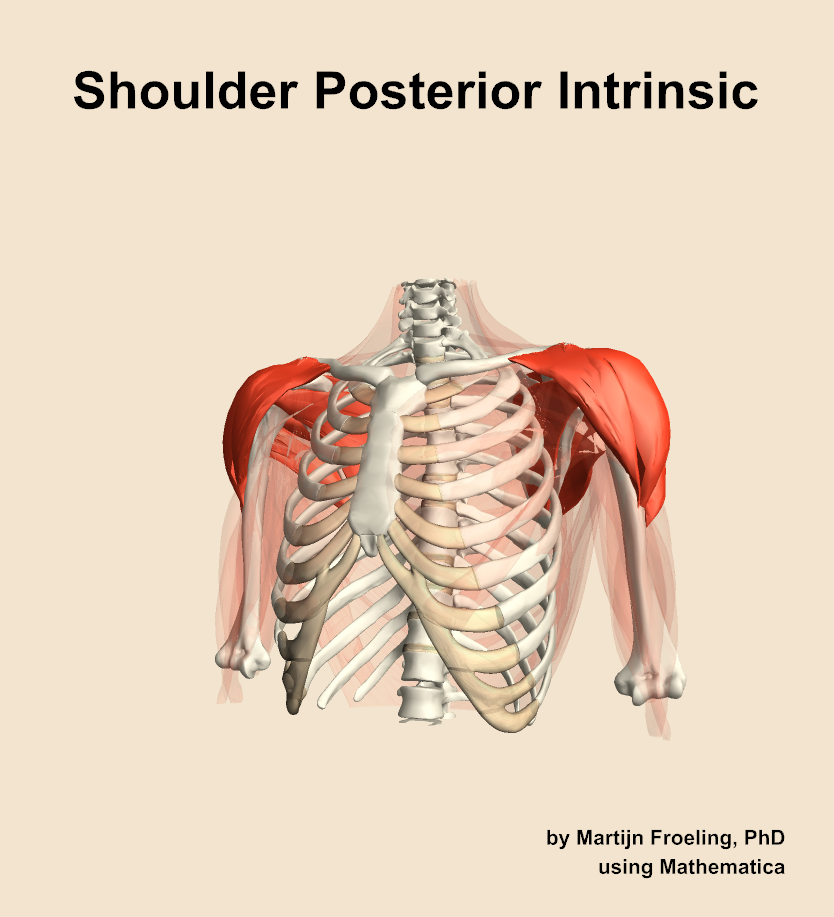 Shoulder Posterior Intrinsic
by Martijn Froeling, PhD
using Mathematica